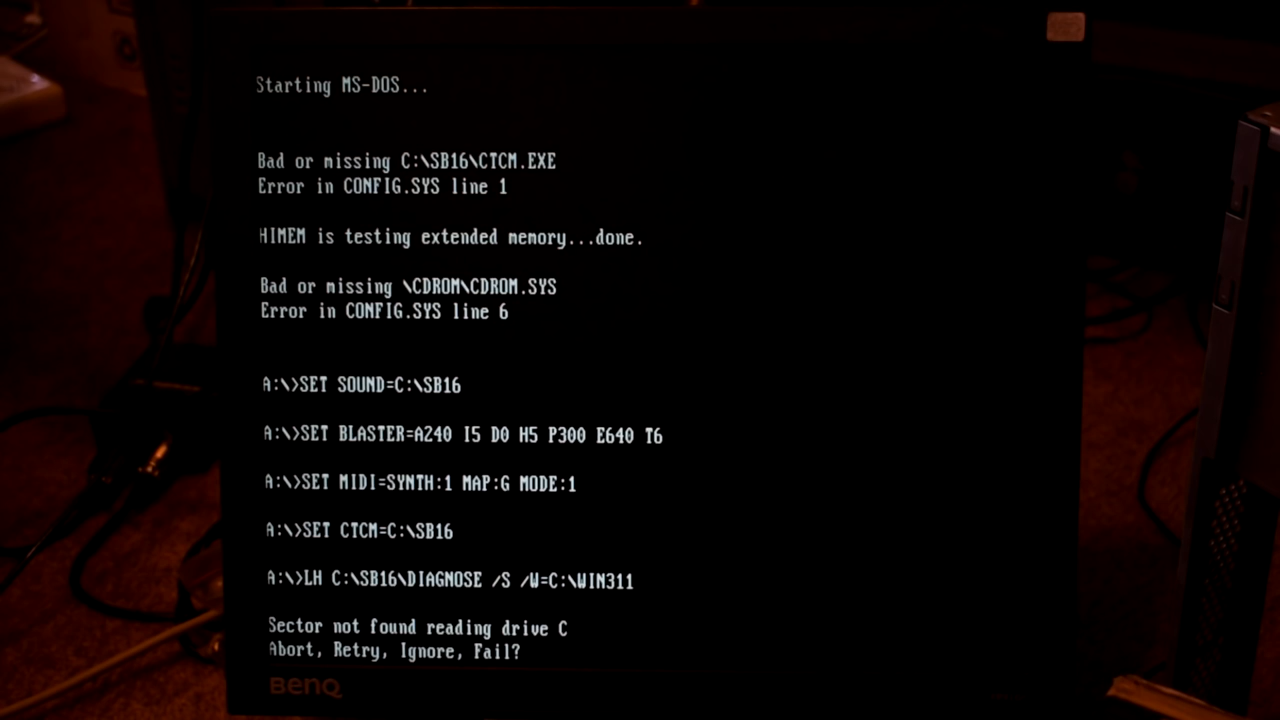 Starting MS-DOS...
Bad or missing C:\SB16\CTCM.EXE
Error in CONFIG.SYS line 1
HIMEM is testing extended memory...done.
Bad or missing \CDROM\CDROM.SYS
Error in CONFIG.SYS line 6
A:\>SET SOUND=C:\SB16
A:\>SET BLASTER=A240 I5 D0 H5 P300 E640 T6
A:\>SET MIDI=SYNTH:1 MAP:G MODE:1
A:\>SET CTCM=C:\SB16
A:\>LH C:\SB16\DIAGNOSE /S /W=C:\WIN311
Sector not found reading drive C
Abort, Retry, Ignore, Fail?
BenQ